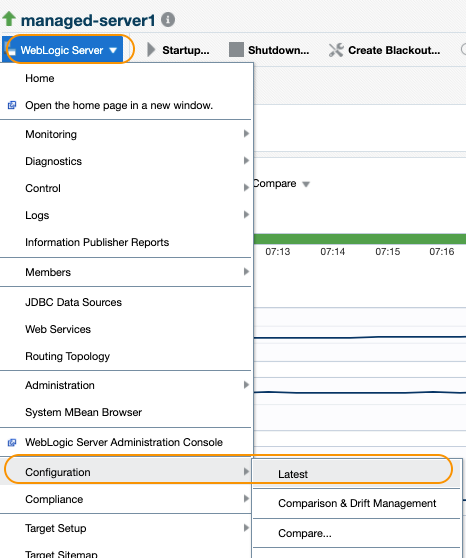 managed-server1
WebLogic Server Startup... Shutdown... Create Blackout...
Home
Open the home page in a new window.
Monitoring
Diagnostics
Control
Compare
Logs
Information Publisher Reports
07:13 07:14 07:15 07:16
Members
JDBC Data Sources
Web Services
Routing Topology
Administration
System MBean Browser
WebLogic Server Administration Console
Configuration
Latest
Compliance
Comparison & Drift Management
Target Setup
Compare...
Target Sitemap